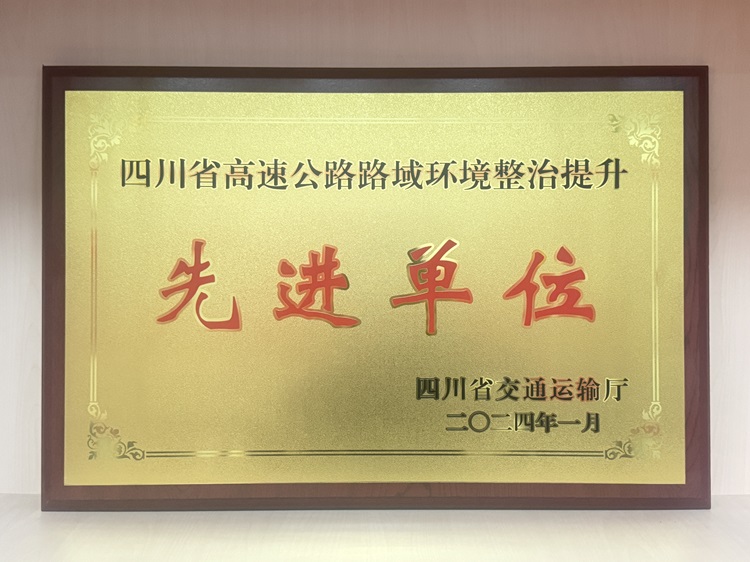 四川省高速公路路域环境整治提升
先进单位
四川省交通运输厅
二〇二四年一月